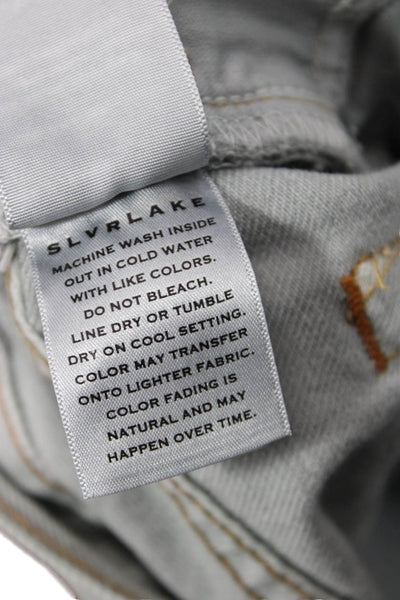 SLVRLAKE
MACHINE WASH INSIDE
OUT IN COLD WATER
WITH LIKE COLORS.
DO NOT BLEACH.
LINE DRY OR TUMBLE
DRY ON COOL SETTING.
COLOR MAY TRANSFER
ONTO LIGHTER FABRIC.
COLOR FADING IS
NATURAL AND MAY
HAPPEN OVER TIME.